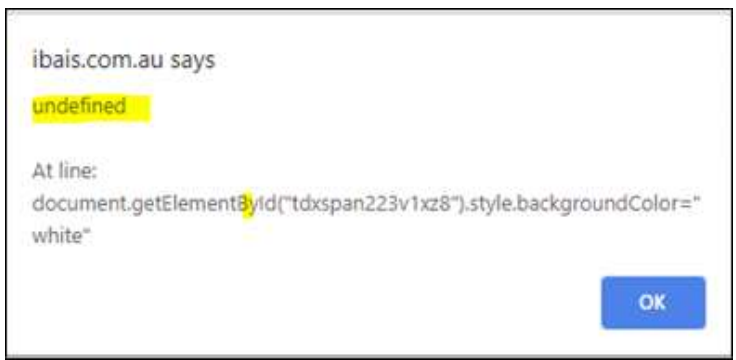 ibais.com.au says
undefined
At line:
document.getElementById("tdxspan223v1xz8").style.backgroundColor="
white"
OK